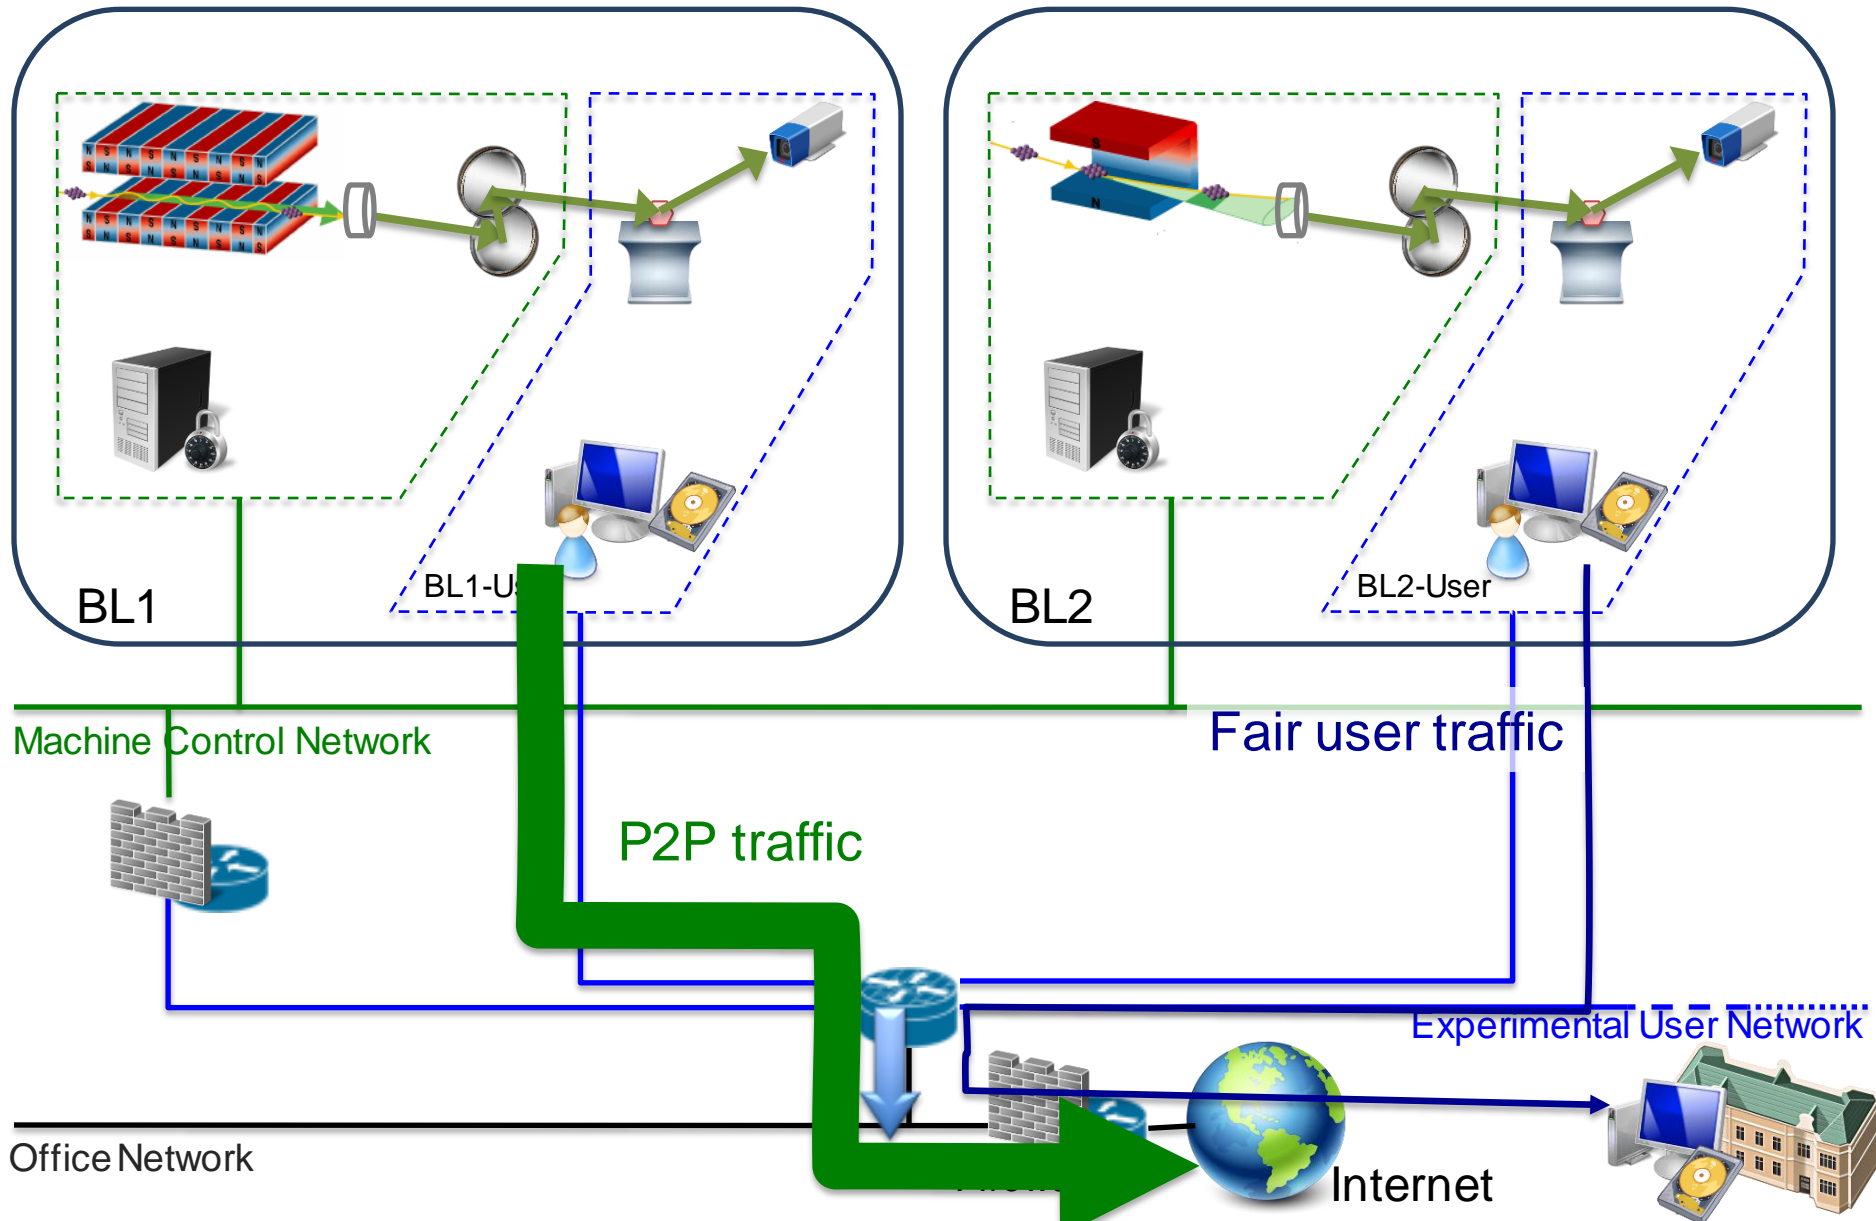 BL1-Us
BL1
BL2-User
BL2
Machine Control Network
Fair user traffic
P2P traffic
Experimental User Network
Office Network
Internet